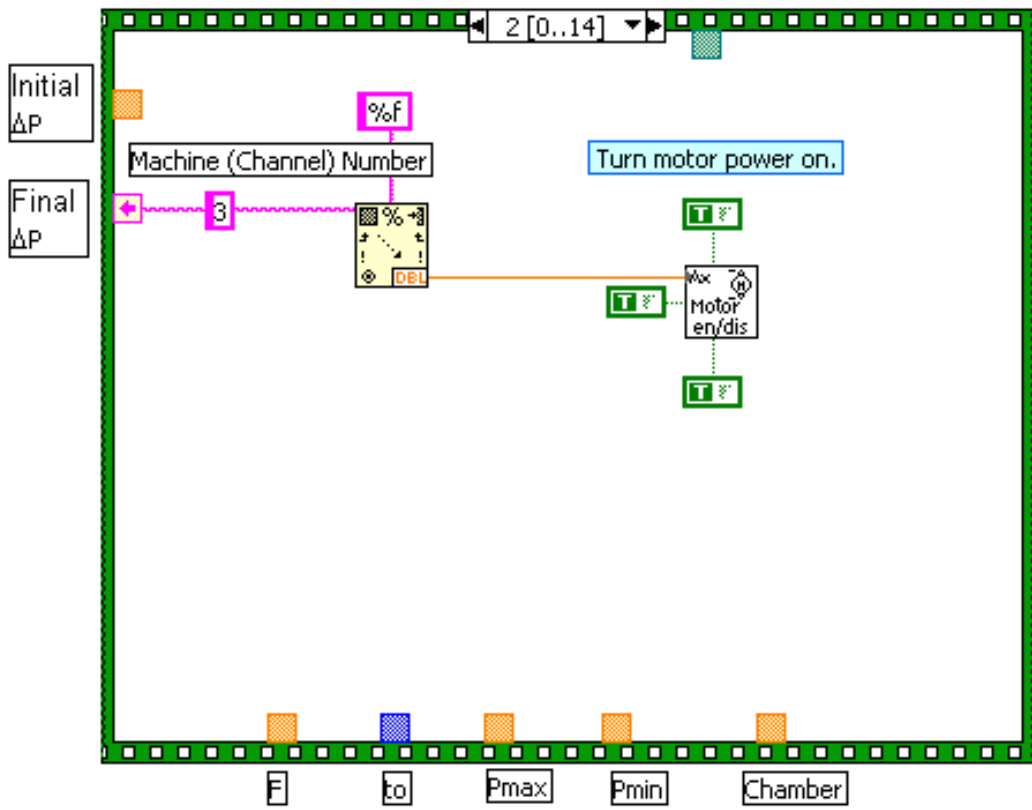 2 [0..14]
Initial
ΔP
%f
Machine (Channel) Number
Turn motor power on.
Final
ΔP
3
%
T
DBL
T
Motor
en/dis
T
F
to
Pmax
Pmin
Chamber